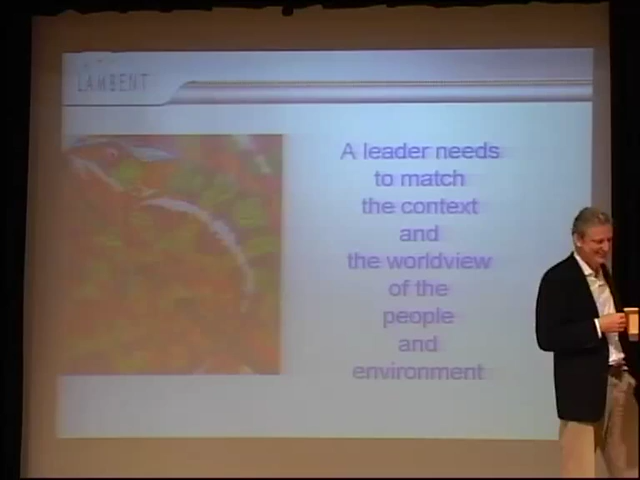 LAMBENT
A leader needs
to match
the context
and
the worldview
of the
people
and
environment